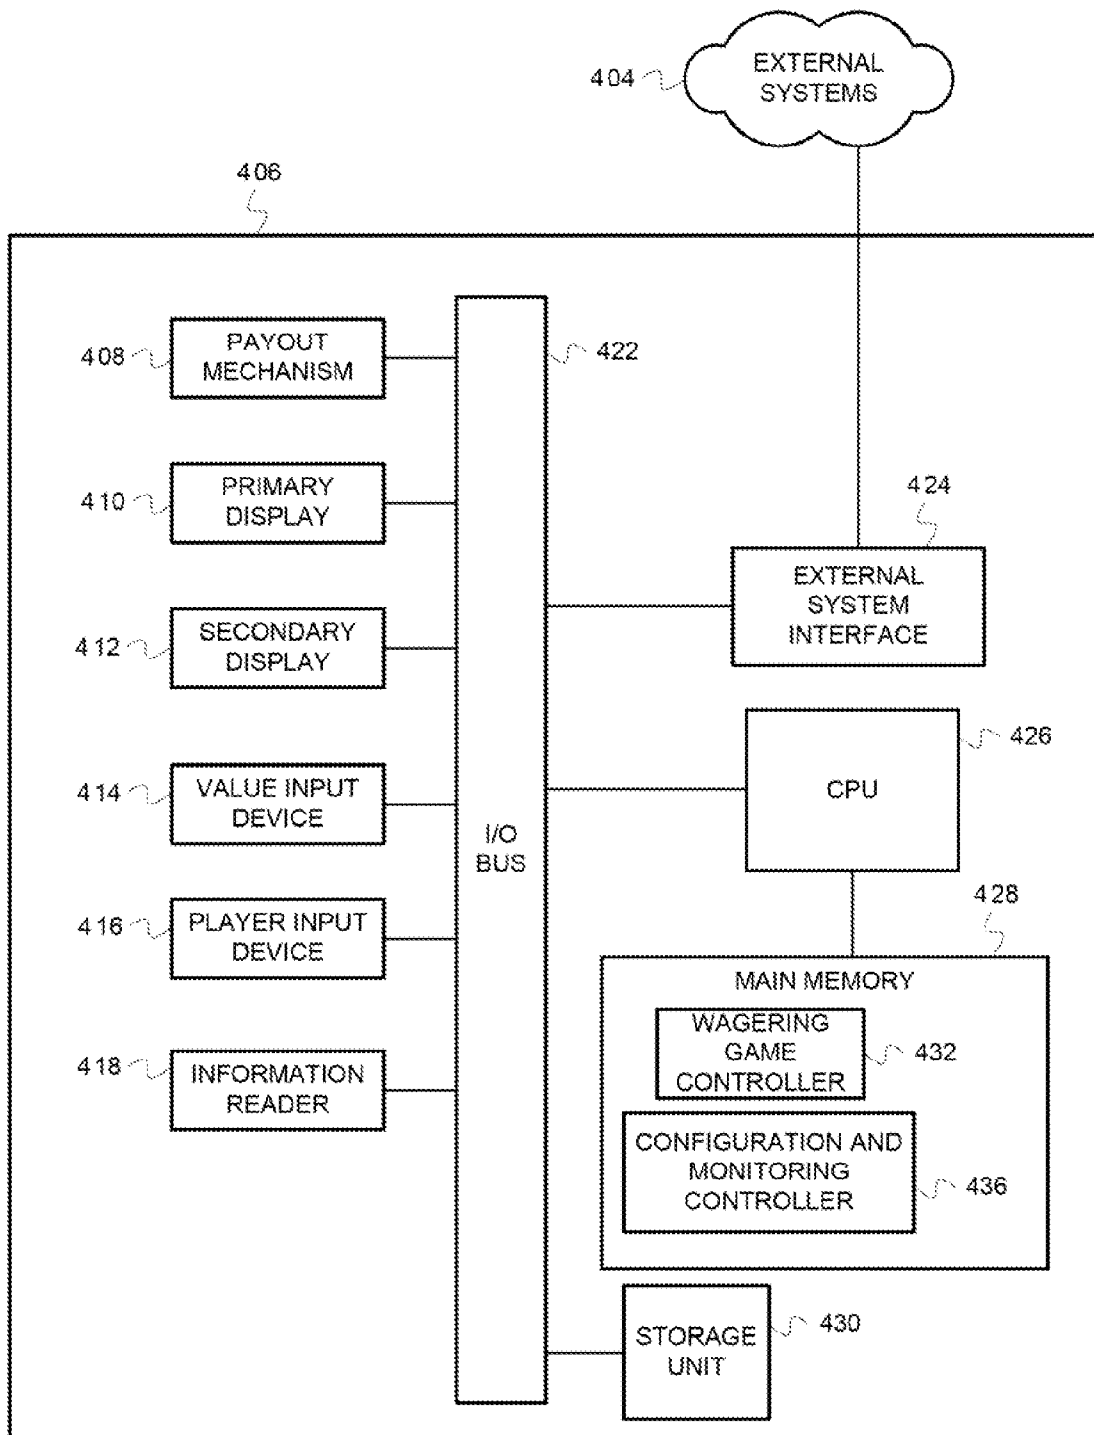 EXTERNAL
SYSTEMS
404
406
PAYOUT
MECHANISM
408
422
PRIMARY
DISPLAY
410
424
EXTERNAL
SYSTEM
INTERFACE
SECONDARY
DISPLAY
412
426
CPU
VALUE INPUT
DEVICE
414
I/O
BUS
PLAYER INPUT
DEVICE
416
428
MAIN MEMORY
WAGERING
GAME
CONTROLLER
432
INFORMATION
READER
418
CONFIGURATION AND
MONITORING
CONTROLLER
436
STORAGE
UNIT
430